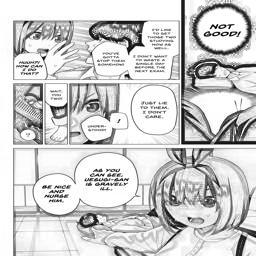 I'D LIKE
TO GET
THOSE TWO
STUDYING
NOW AS
WELL.
YOU'VE
GOTTA
STOP THEM
SOMEHOW!
I DON'T WANT
TO WASTE A
SINGLE DAY
BEFORE THE
NEXT EXAM.
HUUH?!
HOW CAN
I DO
THAT?
NOT
GOOD!
WAIT,
YOU
TWO!
JUST LIE
TO THEM.
I DON'T
CARE.
?
UNDER-
STOOD!
AS YOU
CAN SEE,
UESUGI-SAN
IS GRAVELY
ILL.
BE NICE
AND
NURSE
HIM.